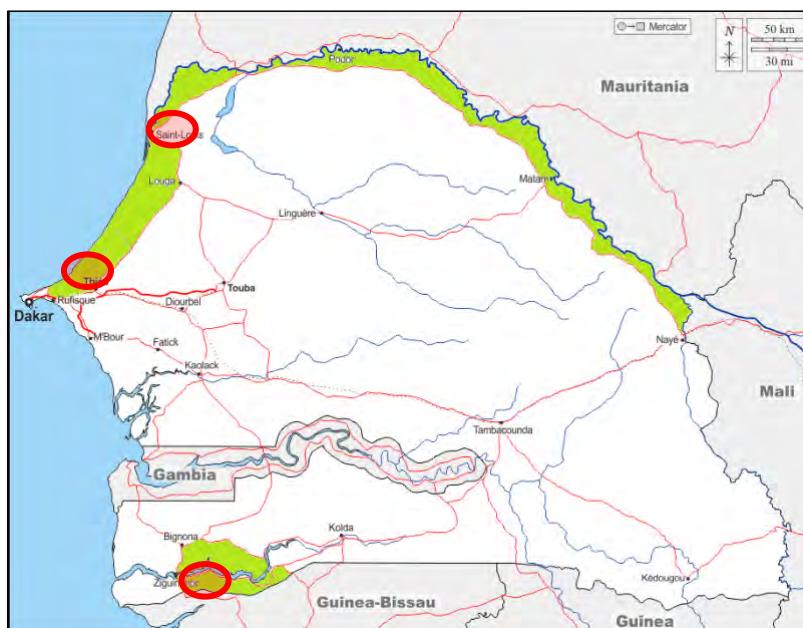 Mercator
N
50 km
30 mi
Podor
Mauritania
Saint-Louis
Louga
Matam
Linguère
Thiès
Touba
Rufisque
Diourbel
Dakar
M'Bour
Fatick
Nayé
Kaolack
Mali
Tambacounda
Gambia
Bignona
Kolda
Ziguinchor
Kédougou
Guinea-Bissau
Guinea